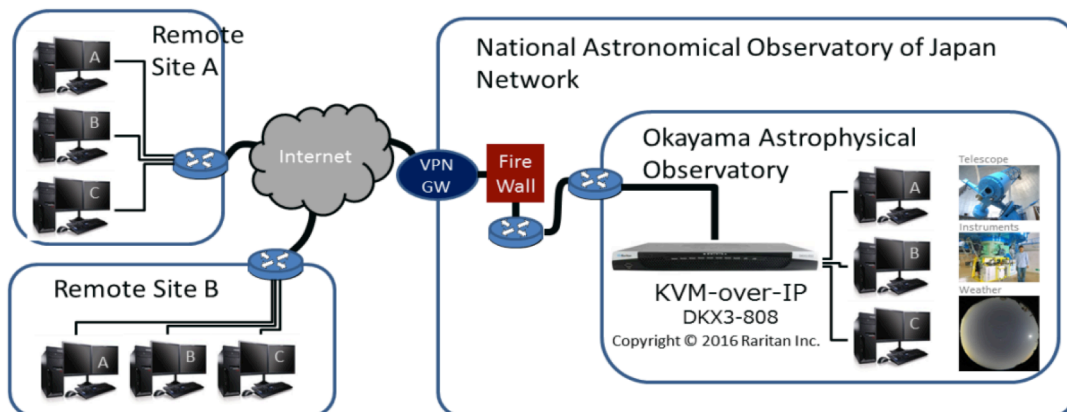 Remote
Site A
A
B
C
Internet
Remote Site B
A
B
C
National Astronomical Observatory of Japan
Network
VPN
GW
Fire
Wall
Okayama Astrophysical
Observatory
KVM-over-IP
DKX3-808
Copyright © 2016 Raritan Inc.
A
B
C
Telescope
Instruments
Weather